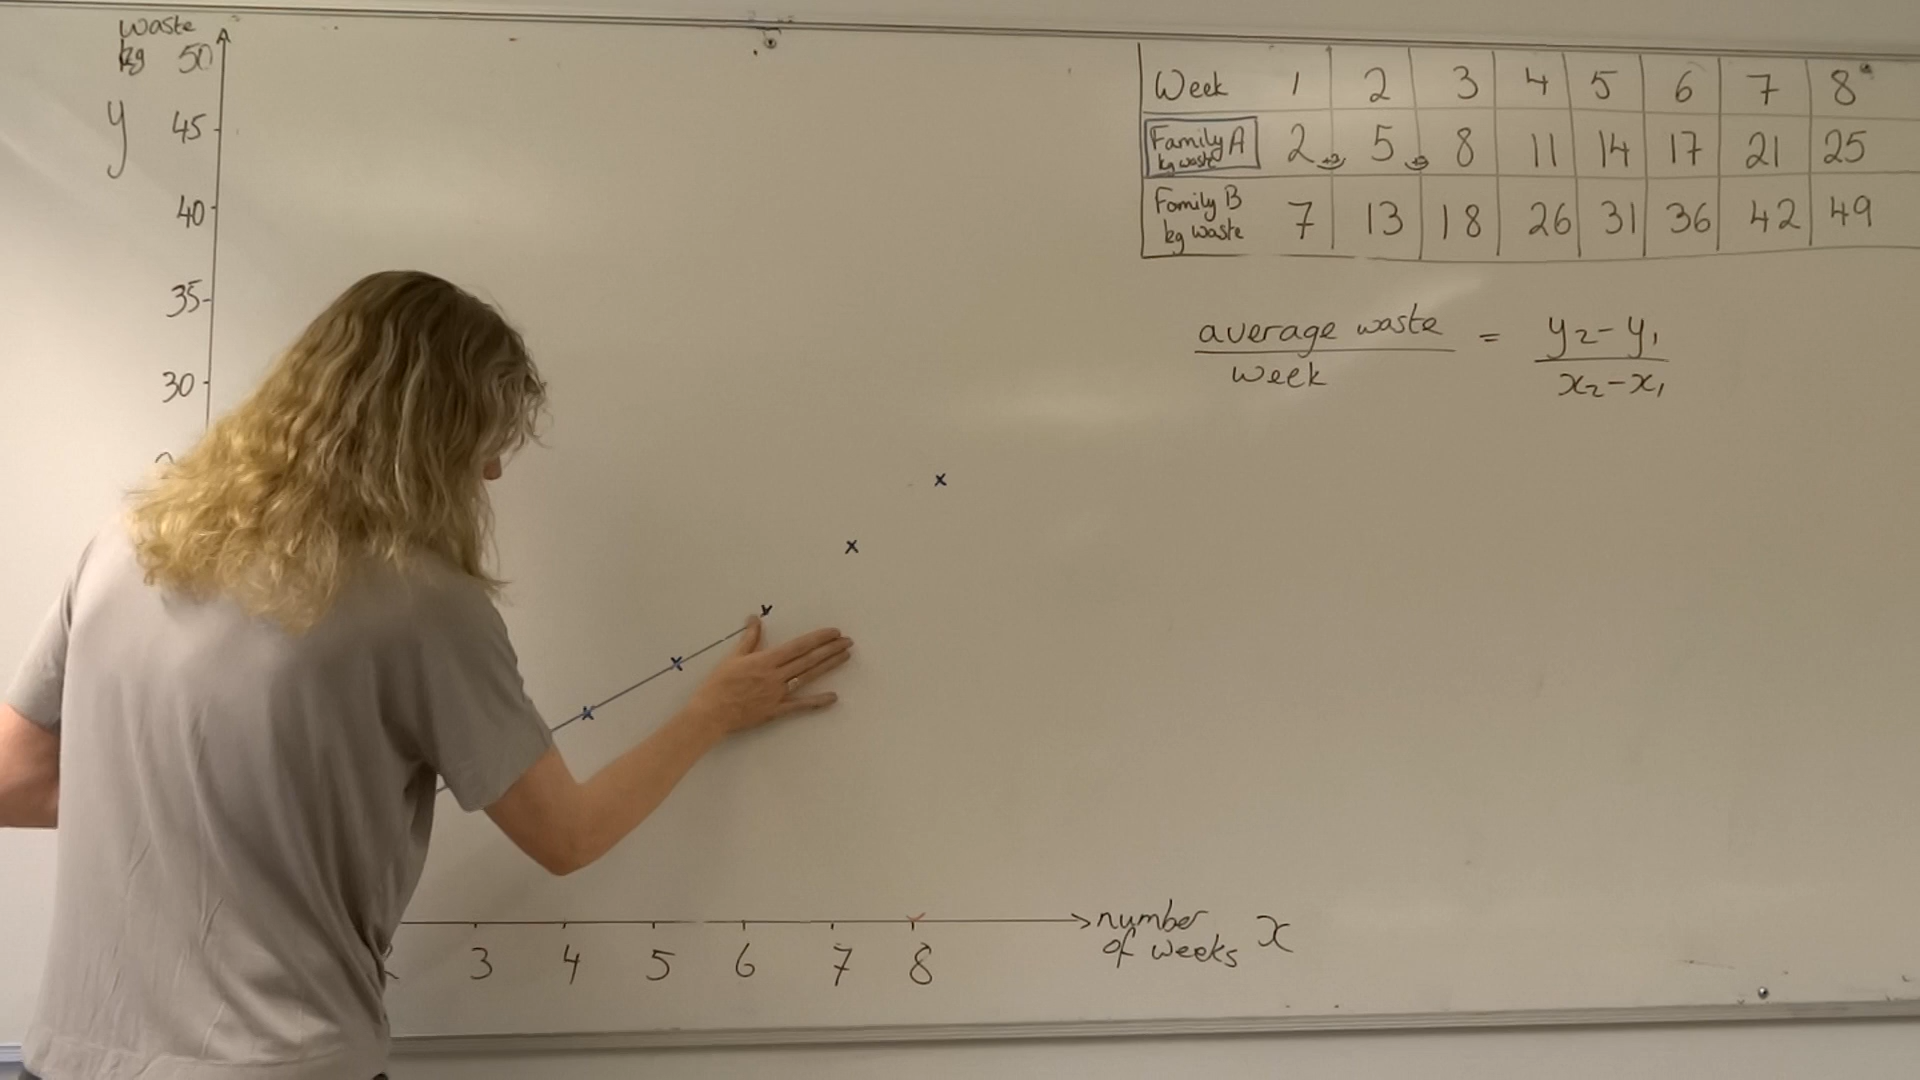 waste
kg 50
y 45
40
35
30
Week 1 2 3 4 5 6 7 8
Family A
kg waste 2 +3 5 +3 8 11 14 17 21 25
Family B
kg waste 7 13 18 26 31 36 42 49
average waste = y₂-y₁
week x₂-x₁
number
of weeks x
3 4 5 6 7 8